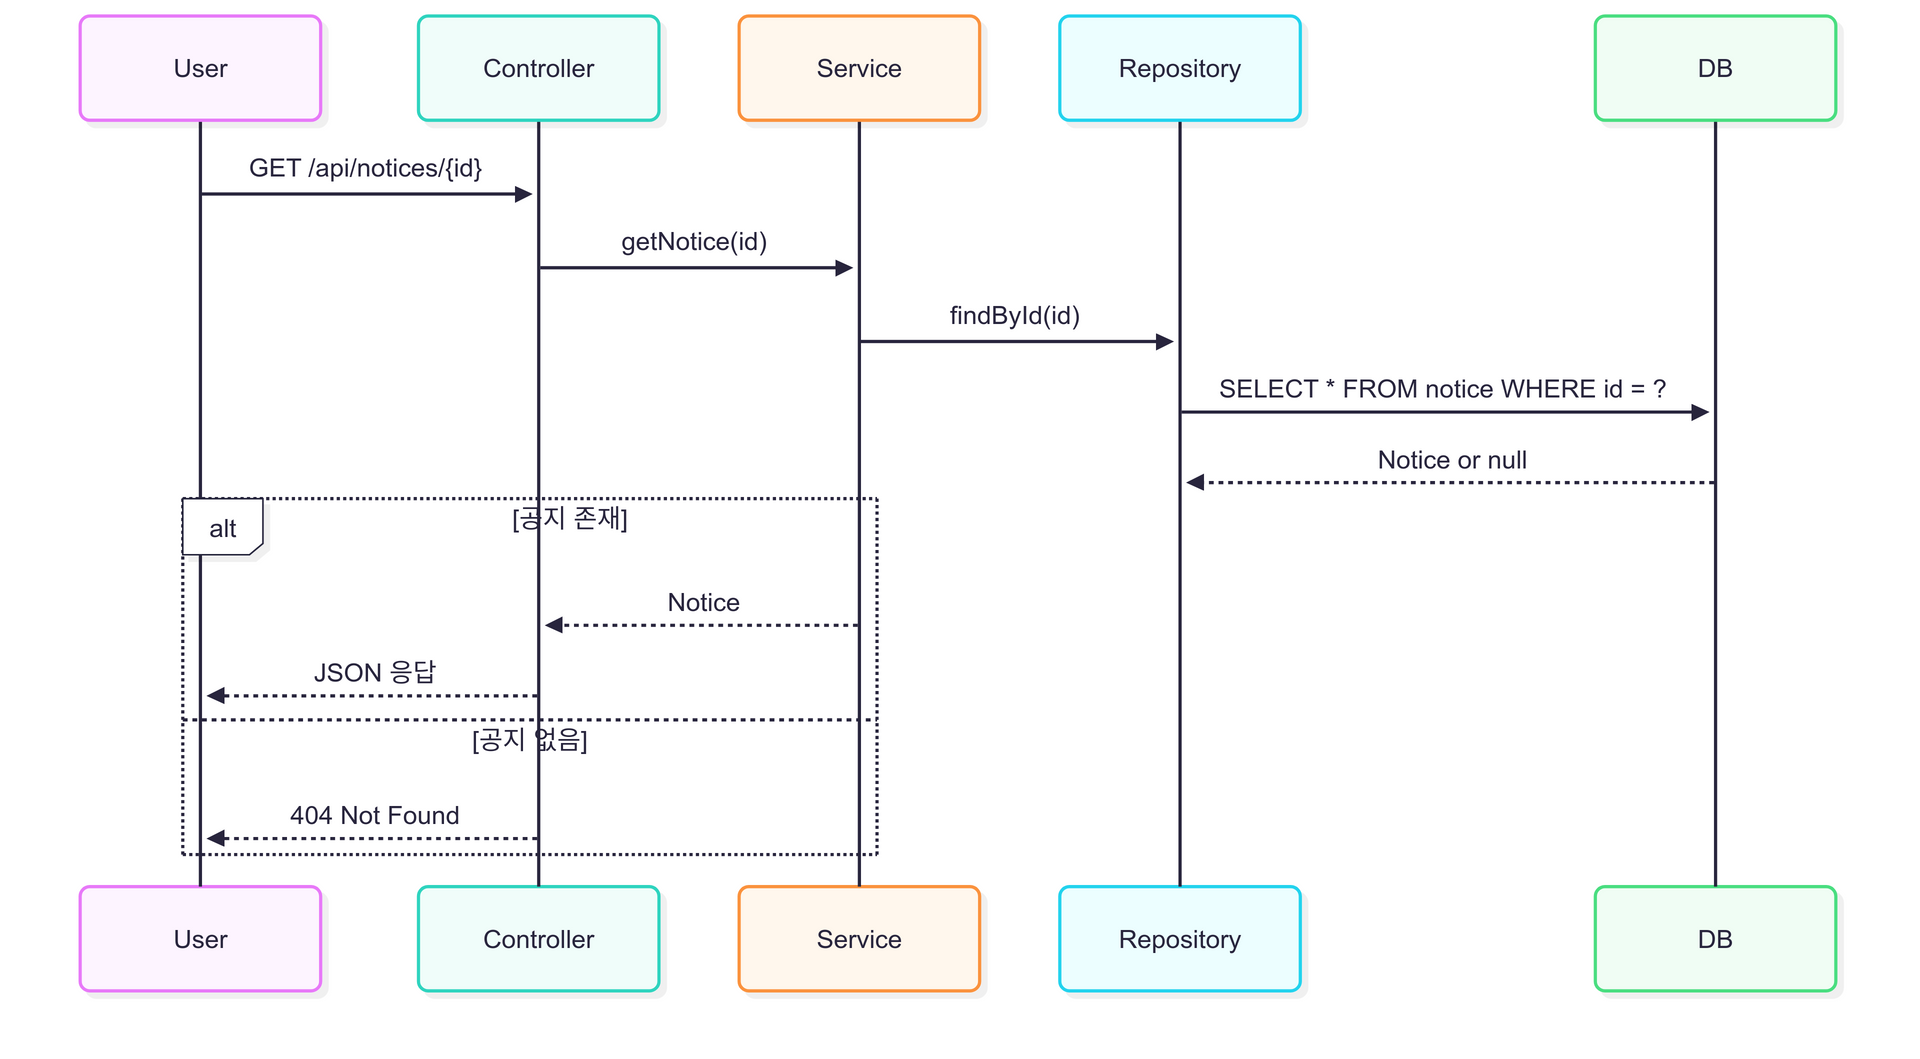 User
Controller
Service
Repository
DB
GET /api/notices/{id}
getNotice(id)
findById(id)
SELECT * FROM notice WHERE id = ?
Notice or null
alt
[공지 존재]
Notice
JSON 응답
[공지 없음]
404 Not Found
User
Controller
Service
Repository
DB